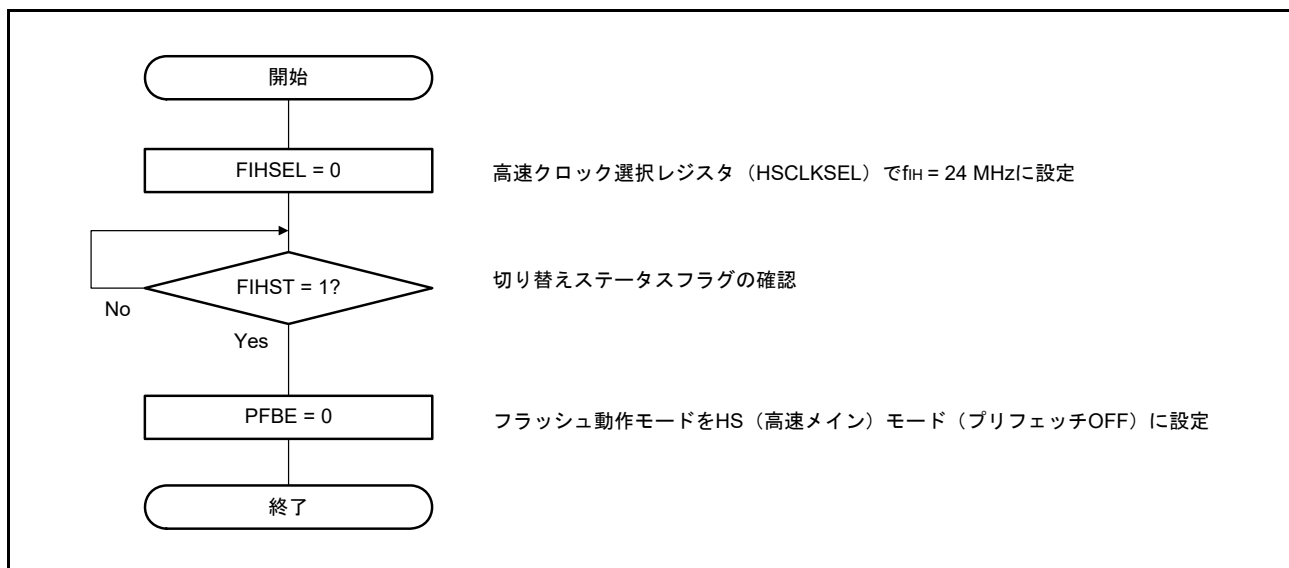 開始
FIHSEL = 0
高速クロック選択レジスタ（HSCLKSEL）でfIH = 24 MHzに設定
FIHST = 1?
切り替えステータスフラグの確認
No
Yes
PFBE = 0
フラッシュ動作モードをHS（高速メイン）モード（プリフェッチOFF）に設定
終了